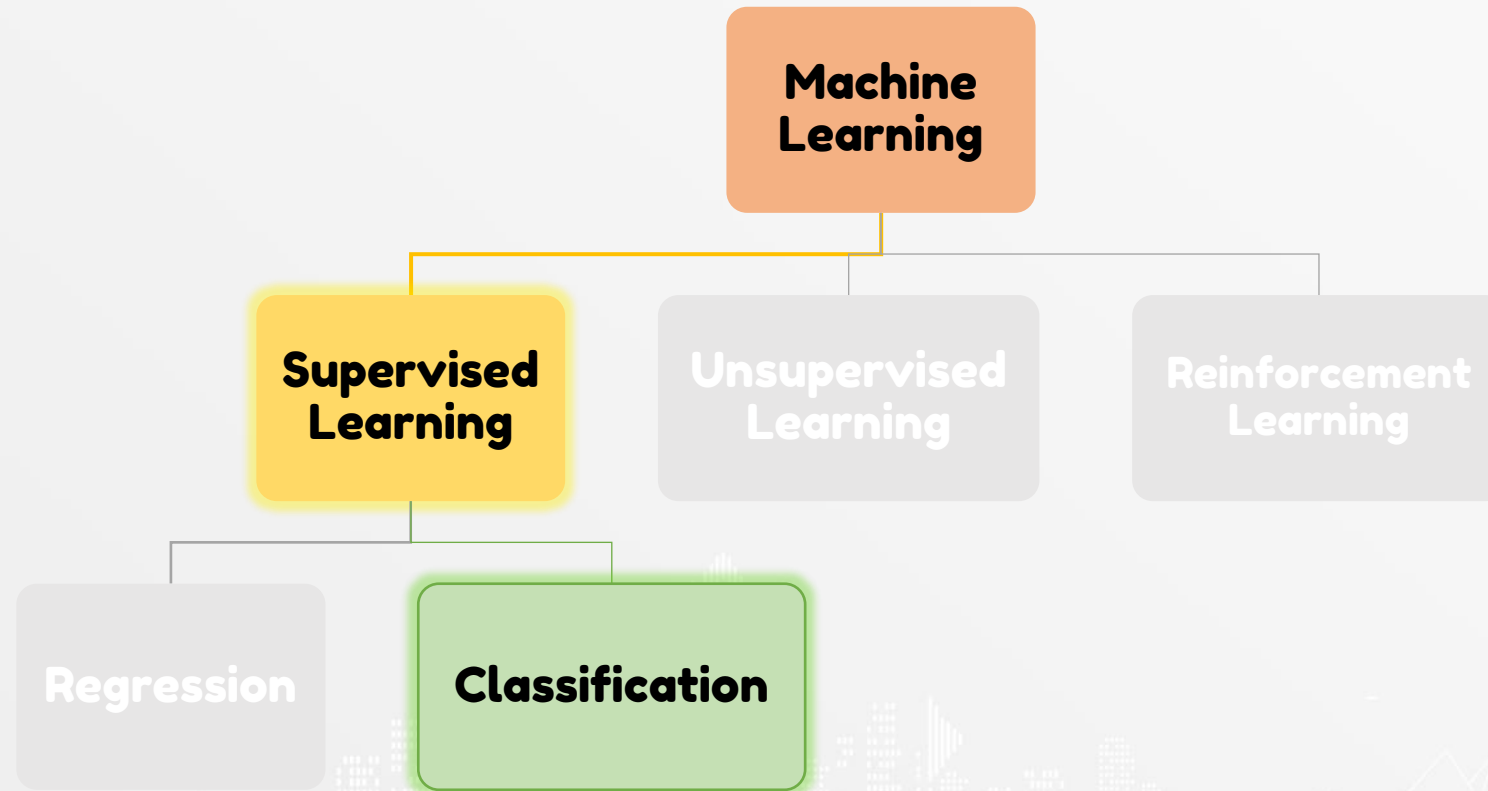 Machine
Learning
Supervised
Learning
Unsupervised
Learning
Reinforcement
Learning
Regression
Classification